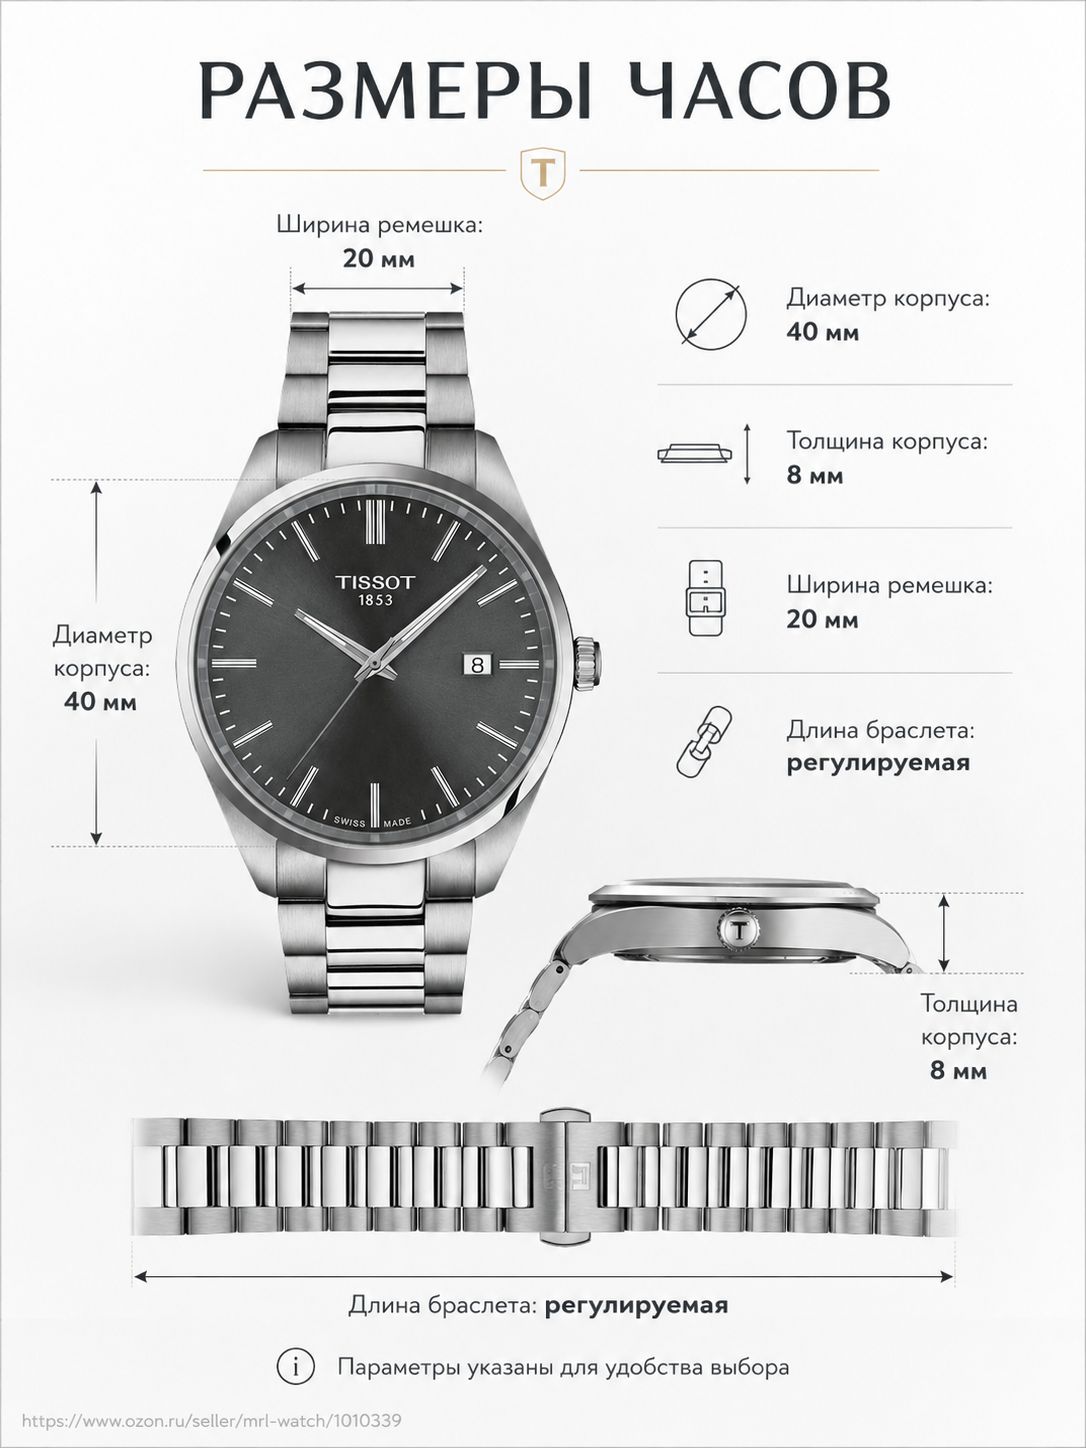 РАЗМЕРЫ ЧАСОВ
T
Ширина ремешка:
20 мм
Диаметр корпуса:
40 мм
Толщина корпуса:
8 мм
Ширина ремешка:
20 мм
Длина браслета:
регулируемая
Диаметр
корпуса:
40 мм
TISSOT
1853
8
SWISS MADE
T
Толщина
корпуса:
8 мм
Длина браслета: регулируемая
i Параметры указаны для удобства выбора
https://www.ozon.ru/seller/mrl-watch/1010339